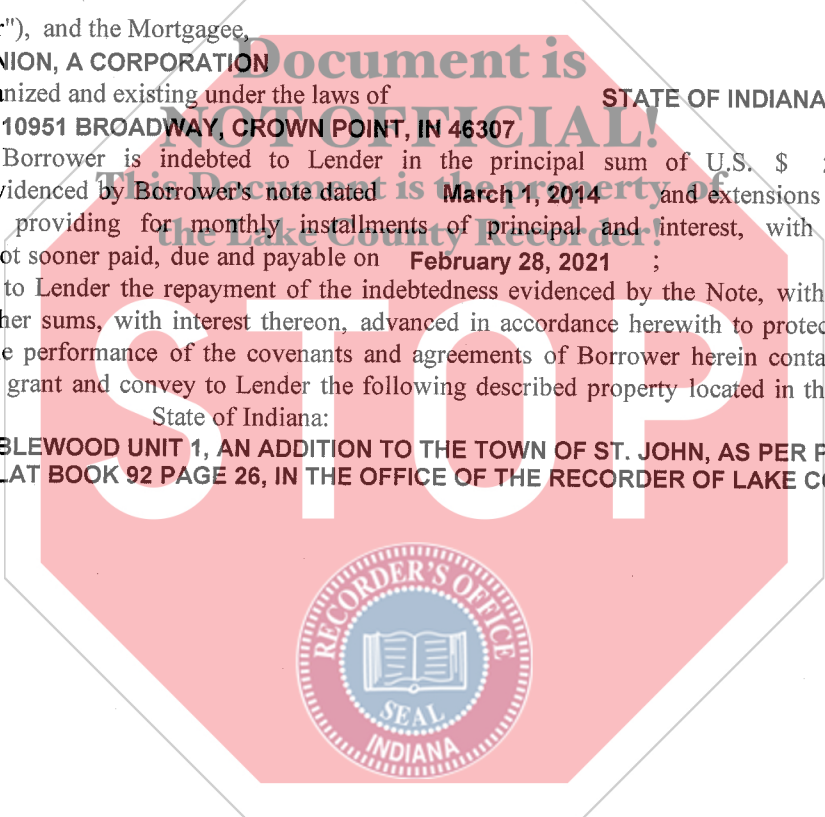 r"), and the Mortgagee,
NION, A CORPORATION
nized and existing under the laws of STATE OF INDIANA
10951 BROADWAY, CROWN POINT, IN 46307
Borrower is indebted to Lender in the principal sum of U.S. $
videnced by Borrower's note dated March 1, 2014 and extensions
providing for monthly installments of principal and interest, with
ot sooner paid, due and payable on February 28, 2021 ;
to Lender the repayment of the indebtedness evidenced by the Note, with
her sums, with interest thereon, advanced in accordance herewith to protec
e performance of the covenants and agreements of Borrower herein conta
grant and convey to Lender the following described property located in th
State of Indiana:
BLEWOOD UNIT 1, AN ADDITION TO THE TOWN OF ST. JOHN, AS PER P
LAT BOOK 92 PAGE 26, IN THE OFFICE OF THE RECORDER OF LAKE CO
Document is
NOT OFFICIAL!
This Document is the property of
the Lake County Recorder!
STOP
RECORDER'S OFFICE
SEAL
INDIANA